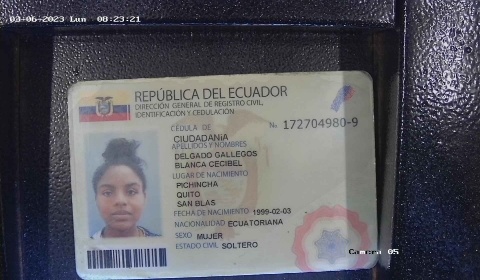 03-06-2023 Lun 08:23:21
REPÚBLICA DEL ECUADOR
DIRECCIÓN GENERAL DE REGISTRO CIVIL,
IDENTIFICACIÓN Y CEDULACIÓN
CÉDULA DE
CIUDADANíA
No 172704980-9
APELLIDOS Y NOMBRES
DELGADO GALLEGOS
BLANCA CECIBEL
LUGAR DE NACIMIENTO
PICHINCHA
QUITO
SAN BLAS
FECHA DE NACIMIENTO 1999-02-03
NACIONALIDAD ECUATORIANA
SEXO MUJER
ESTADO CIVIL SOLTERO
Camera 05